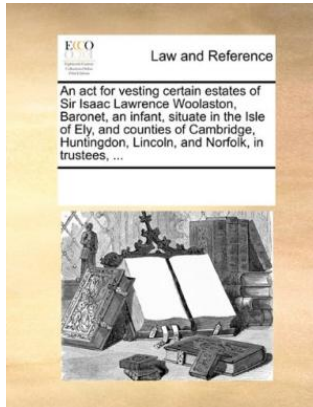 ECCO
Law and Reference
An act for vesting certain estates of
Sir Isaac Lawrence Woolaston,
Baronet, an infant, situate in the Isle
of Ely, and counties of Cambridge,
Huntingdon, Lincoln, and Norfolk, in
trustees, ...